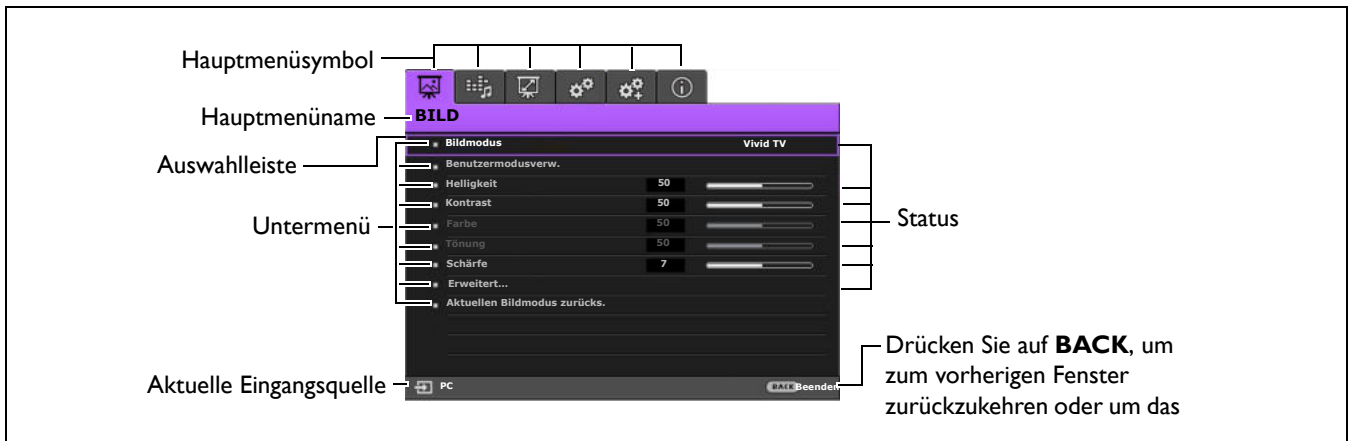 Hauptmenüsymbol
Hauptmenüname
BILD
Auswahlleiste
Bildmodus Vivid TV
Benutzermodusverw.
Helligkeit 50
Kontrast 50
Untermenü
Farbe 50
Status
Tönung 50
Schärfe 7
Erweitert...
Aktuellen Bildmodus zurücks.
Aktuelle Eingangsquelle
PC
BACK Beenden
Drücken Sie auf BACK, um
zum vorherigen Fenster
zurückzukehren oder um das